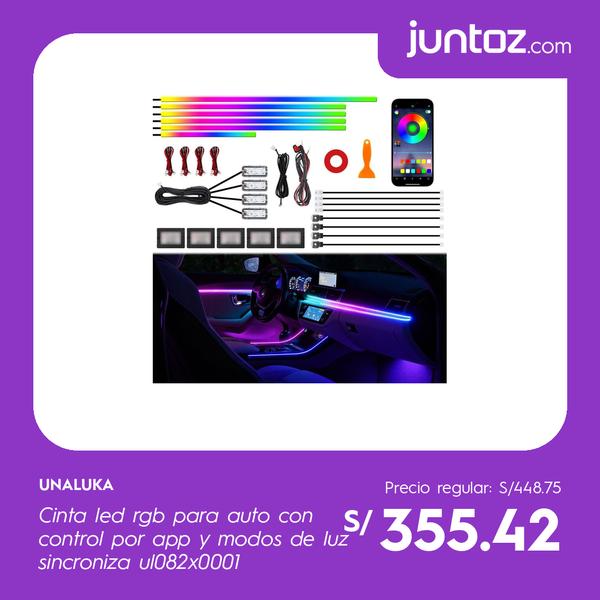 juntoz.com
UNALUKA
Cinta led rgb para auto con
control por app y modos de luz
sincroniza ul082x0001
Precio regular: S/448.75
S/ 355.42